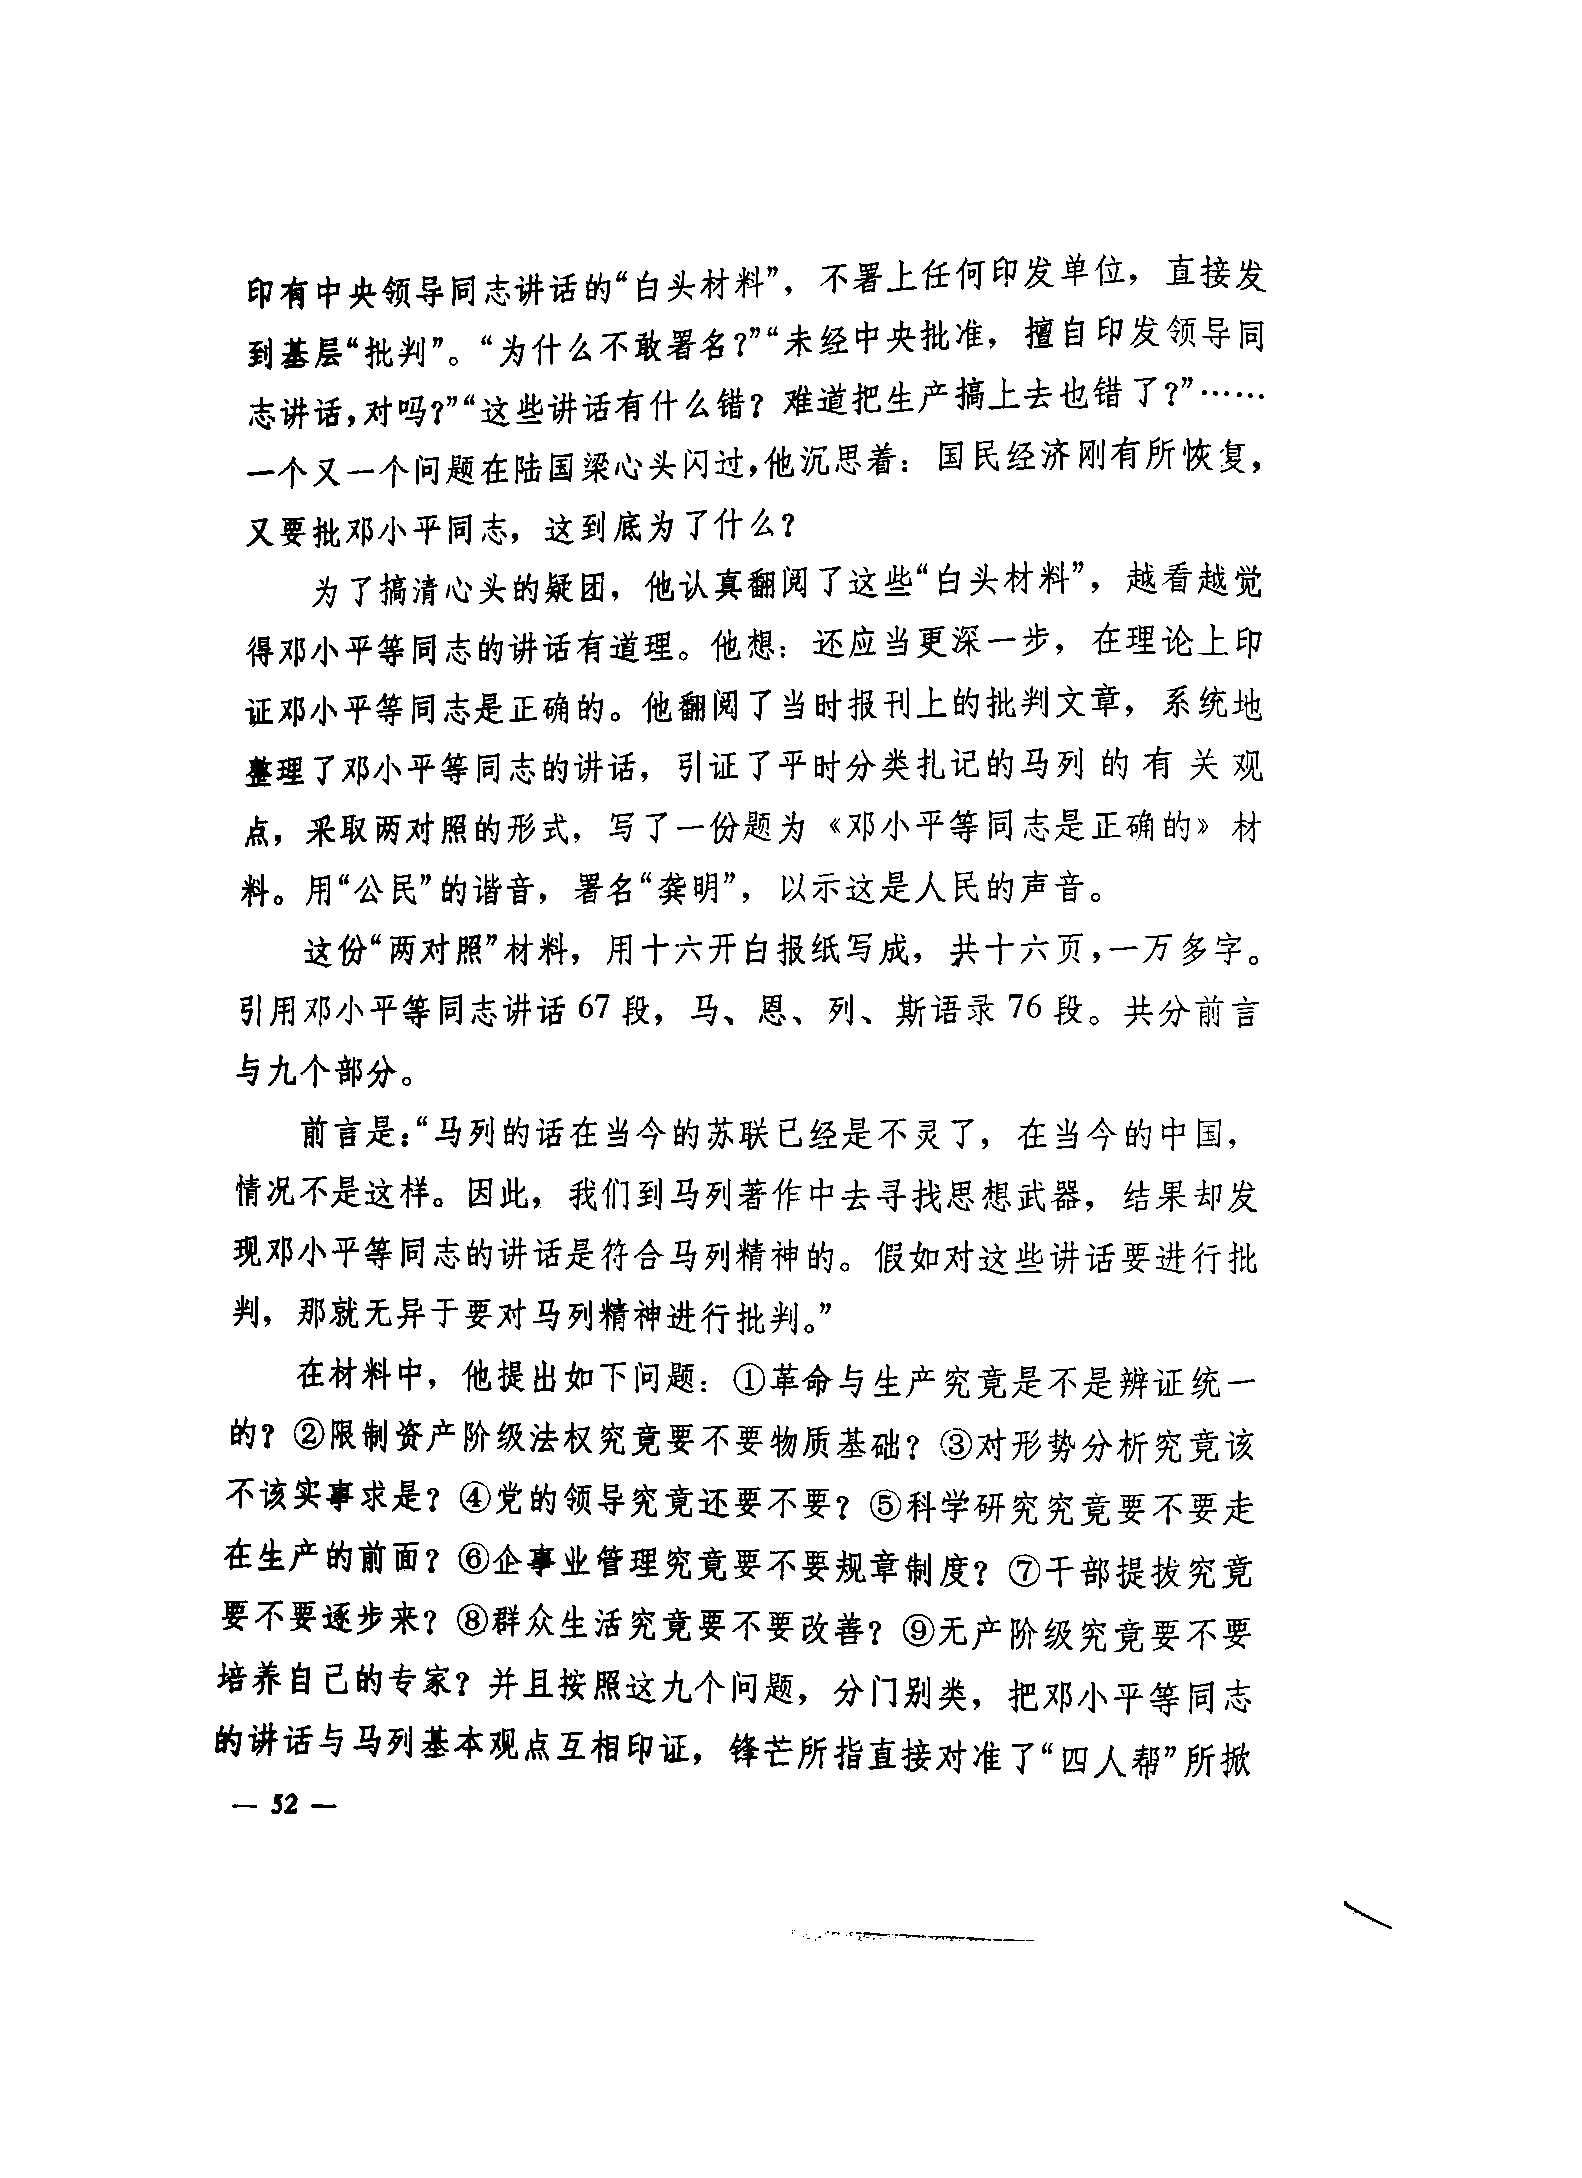 印有中央领导同志讲话的“白头材料”，不署上任何印发单位，直接发
到基层“批判”。“为什么不敢署名？”“未经中央批准，擅自印发领导同
志讲话，对吗？”“这些讲话有什么错？难道把生产搞上去也错了？”……
一个又一个问题在陆国梁心头闪过，他沉思着：国民经济刚有所恢复，
又要批邓小平同志，这到底为了什么？
为了搞清心头的疑团，他认真翻阅了这些“白头材料”，越看越觉
得邓小平等同志的讲话有道理。他想：还应当更深一步，在理论上印
证邓小平等同志是正确的。他翻阅了当时报刊上的批判文章，系统地
整理了邓小平等同志的讲话，引证了平时分类扎记的马列的有关观
点，采取两对照的形式，写了一份题为《邓小平等同志是正确的》材
料。用“公民”的谐音，署名“龚明”，以示这是人民的声音。
这份“两对照”材料，用十六开白报纸写成，共十六页，一万多字。
引用邓小平等同志讲话67段，马、恩、列、斯语录76段。共分前言
与九个部分。
前言是：“马列的话在当今的苏联已经是不灵了，在当今的中国，
情况不是这样。因此，我们到马列著作中去寻找思想武器，结果却发
现邓小平等同志的讲话是符合马列精神的。假如对这些讲话要进行批
判，那就无异于要对马列精神进行批判。”
在材料中，他提出如下问题：①革命与生产究竟是不是辨证统一
的？②限制资产阶级法权究竟要不要物质基础？③对形势分析究竟该
不该实事求是？④党的领导究竟还要不要？⑤科学研究究竟要不要走
在生产的前面？⑥企事业管理究竟要不要规章制度？⑦干部提拔究竟
要不要逐步来？⑧群众生活究竟要不要改善？⑨无产阶级究竟要不要
培养自己的专家？并且按照这九个问题，分门别类，把邓小平等同志
的讲话与马列基本观点互相印证，锋芒所指直接对准了“四人帮”所掀
— 52 —